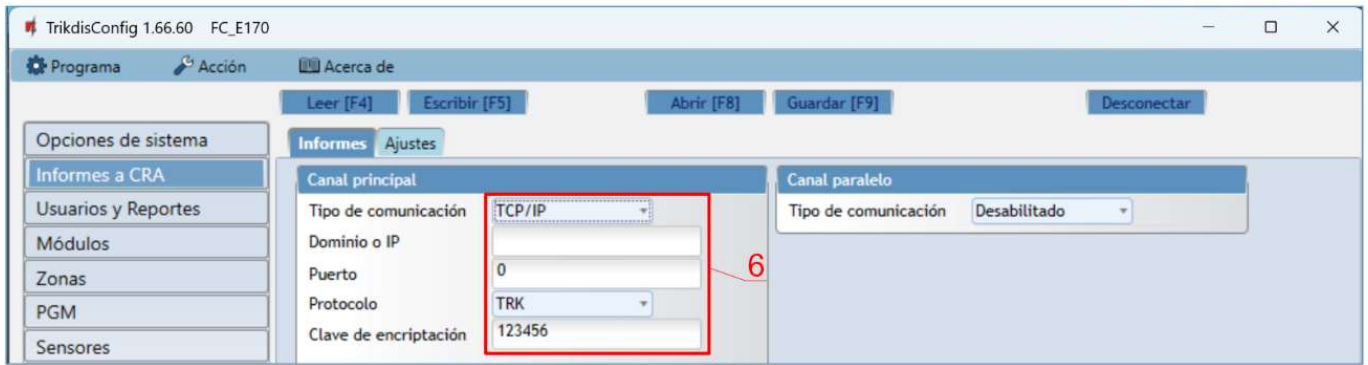 TrikdisConfig 1.66.60 FC_E170
Programa Acción Acerca de
Leer [F4] Escribir [F5] Abrir [F8] Guardar [F9] Desconectar
Opciones de sistema
Informes a CRA
Usuarios y Reportes
Módulos
Zonas
PGM
Sensores
Informes Ajustes
Canal principal
Tipo de comunicación TCP/IP
Dominio o IP
Puerto 0
Protocolo TRK
Clave de encriptación 123456
6
Canal paralelo
Tipo de comunicación Desabilitado